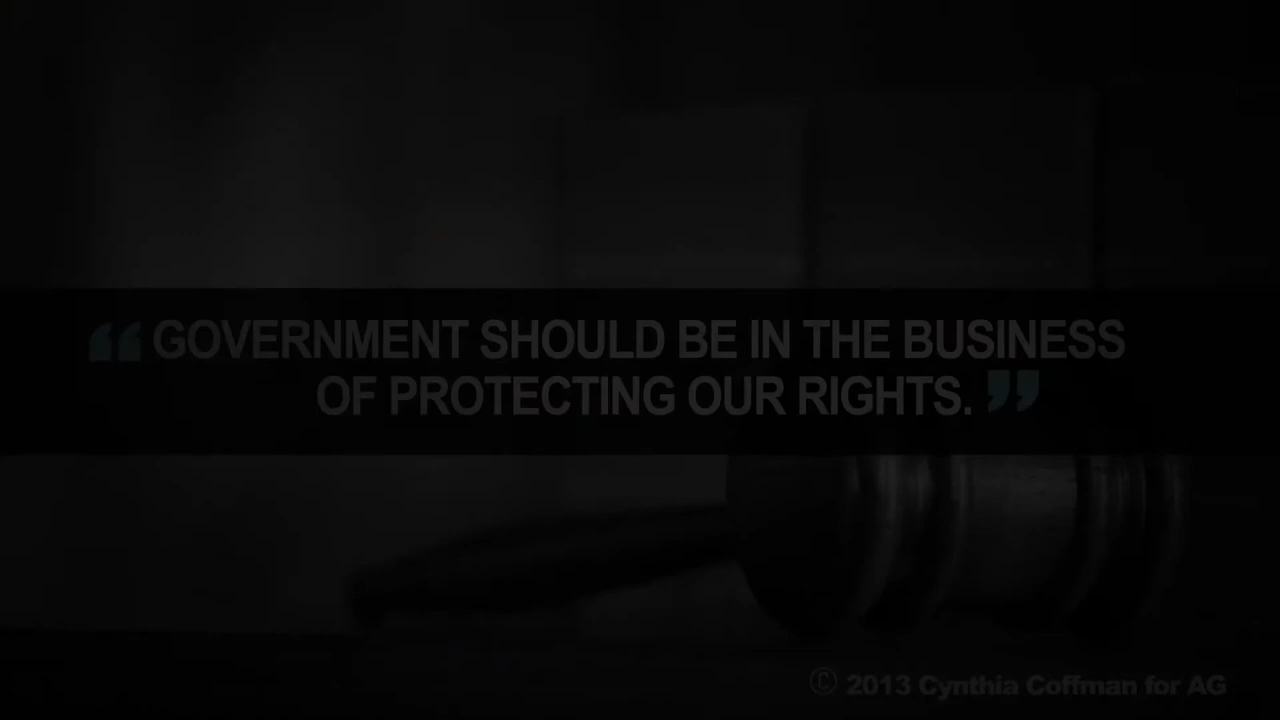 “GOVERNMENT SHOULD BE IN THE BUSINESS
OF PROTECTING OUR RIGHTS.”
© 2013 Cynthia Coffman for AG